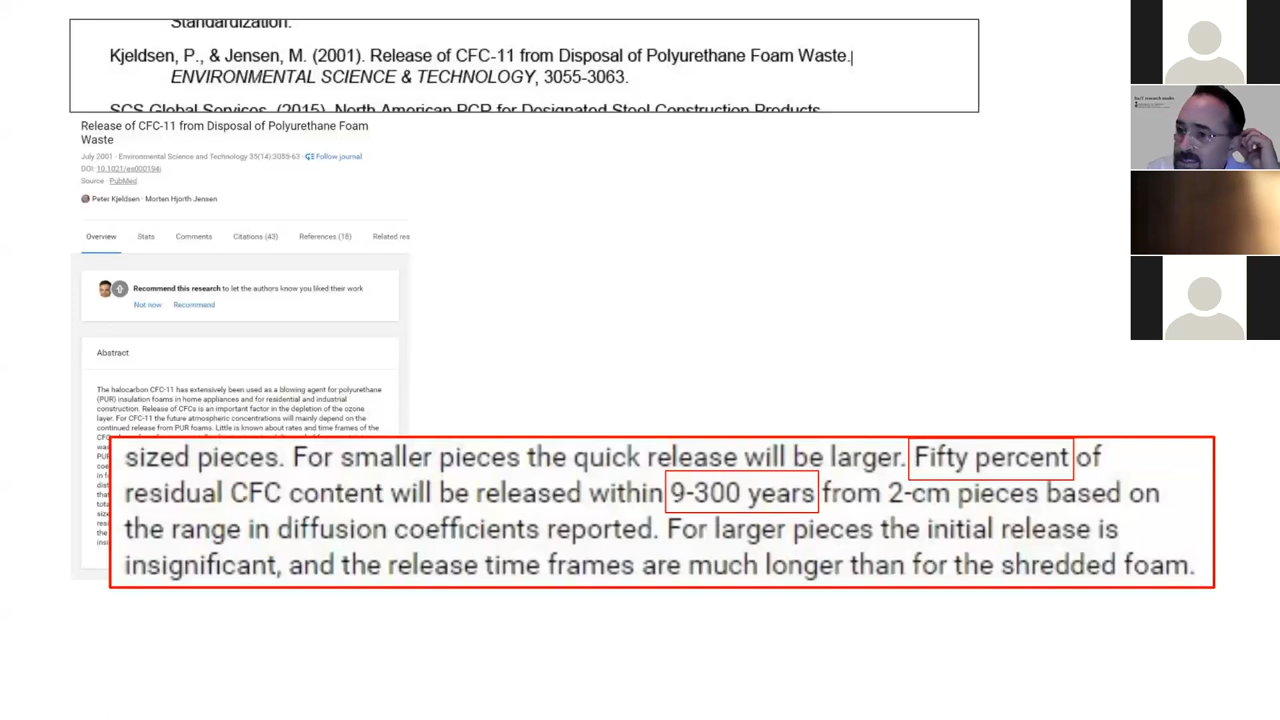 Standardization.
Kjeldsen, P., & Jensen, M. (2001). Release of CFC-11 from Disposal of Polyurethane Foam Waste.
ENVIRONMENTAL SCIENCE & TECHNOLOGY, 3055-3063.
SCS Global Services. (2015). North American PCR for Designated Steel Construction Products.
Release of CFC-11 from Disposal of Polyurethane Foam
Waste
July 2001 · Environmental Science and Technology 35(14):3055-63 · Follow journal
DOI: 10.1021/es000194i
Source · PubMed
Peter Kjeldsen · Morten Hjorth Jensen
Overview Stats Comments Citations (43) References (18) Related res
Recommend this research to let the authors know you liked their work
Not now Recommend
Abstract
The halocarbon CFC-11 has extensively been used as a blowing agent for polyurethane
(PUR) insulation foams in home appliances and for residential and industrial
construction. Release of CFCs is an important factor in the depletion of the ozone
layer. For CFC-11 the future atmospheric concentrations will mainly depend on the
continued release from PUR foams. Little is known about rates and time frames of the
sized pieces. For smaller pieces the quick release will be larger. Fifty percent of
residual CFC content will be released within 9-300 years from 2-cm pieces based on
the range in diffusion coefficients reported. For larger pieces the initial release is
insignificant, and the release time frames are much longer than for the shredded foam.